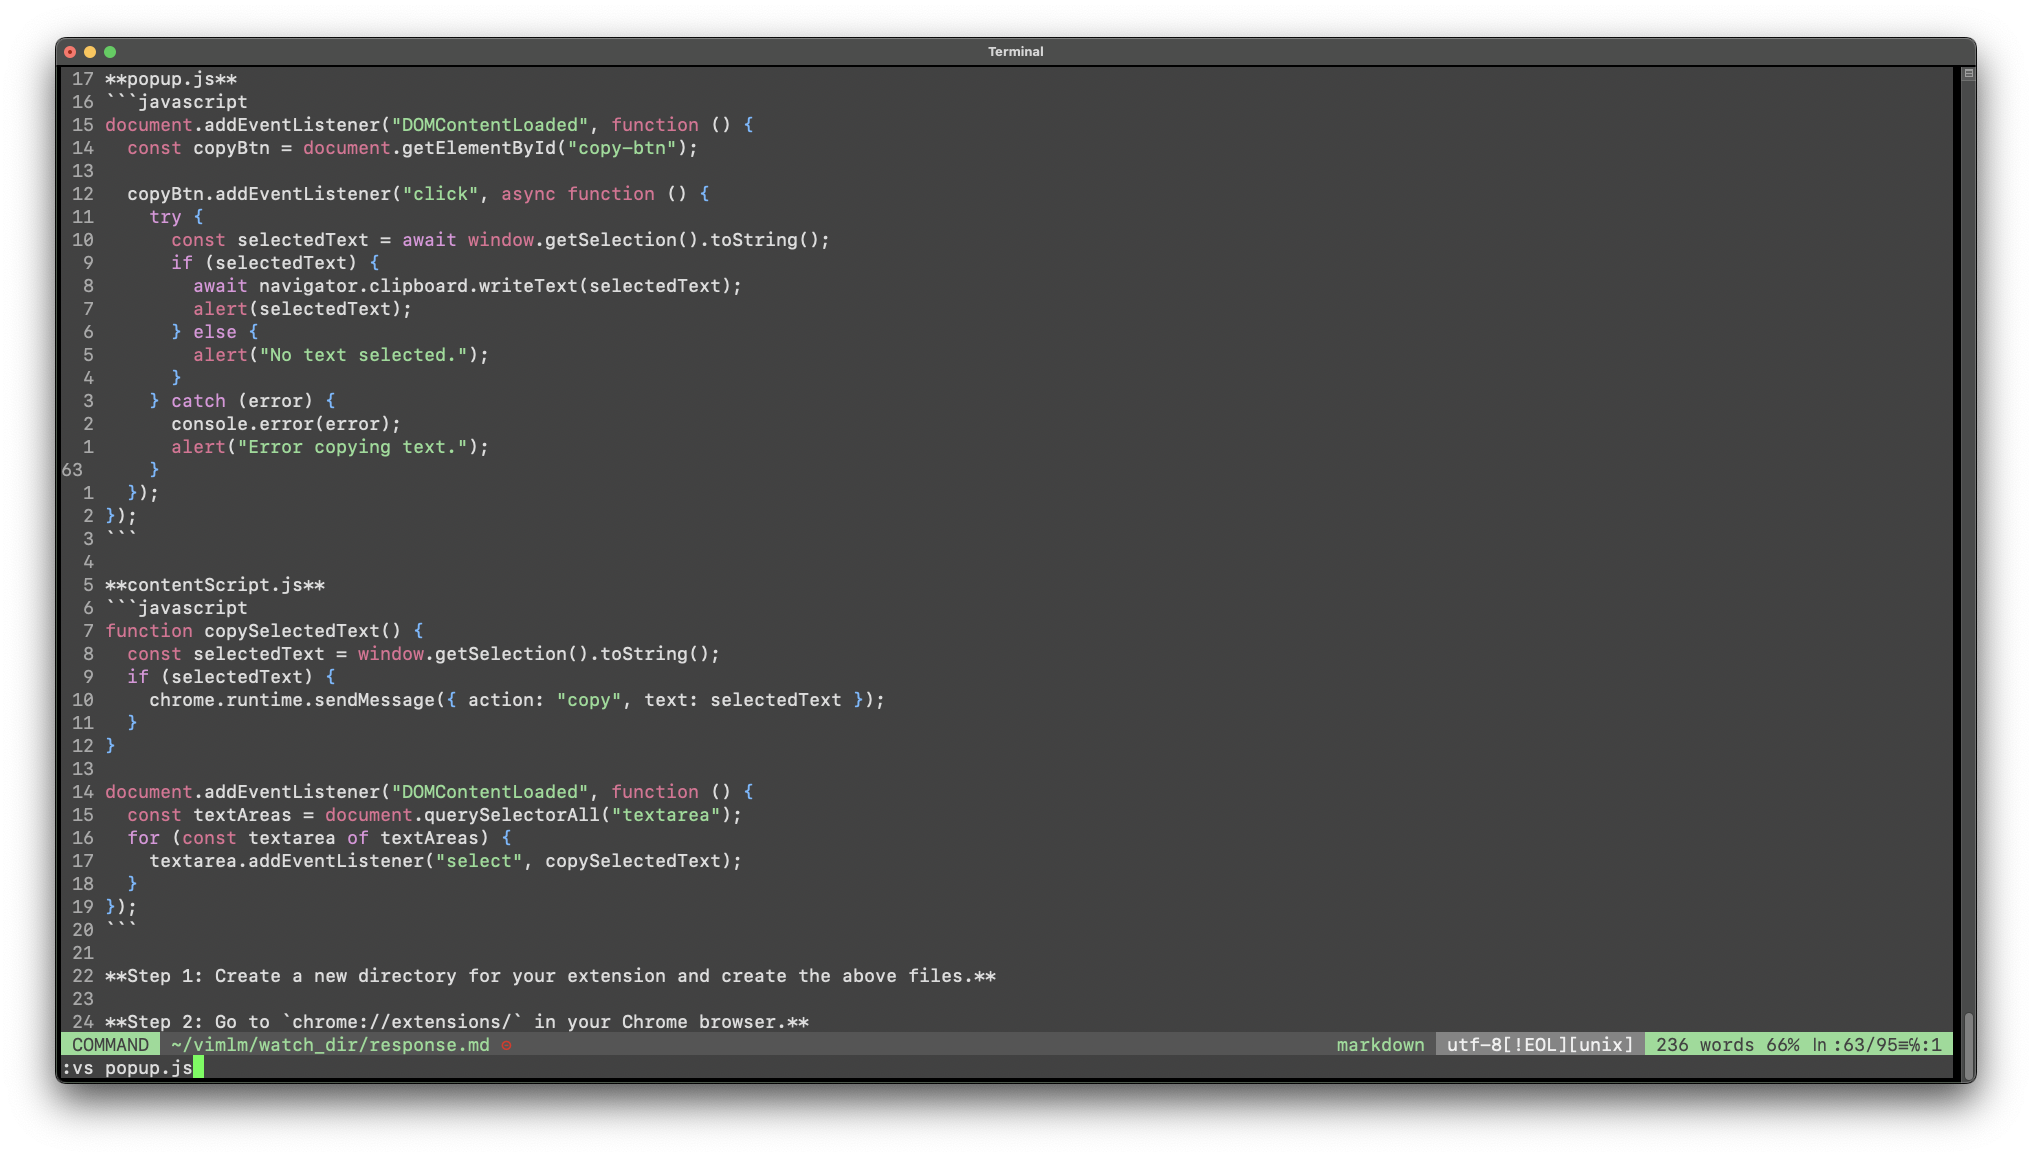 Terminal
17 **popup.js**
16 ```javascript
15 document.addEventListener("DOMContentLoaded", function () {
14   const copyBtn = document.getElementById("copy-btn");
13
12   copyBtn.addEventListener("click", async function () {
11     try {
10       const selectedText = await window.getSelection().toString();
 9       if (selectedText) {
 8         await navigator.clipboard.writeText(selectedText);
 7         alert(selectedText);
 6       } else {
 5         alert("No text selected.");
 4       }
 3     } catch (error) {
 2       console.error(error);
 1       alert("Error copying text.");
63     }
 1   });
 2 });
 3 ```
 4
 5 **contentScript.js**
 6 ```javascript
 7 function copySelectedText() {
 8   const selectedText = window.getSelection().toString();
 9   if (selectedText) {
10     chrome.runtime.sendMessage({ action: "copy", text: selectedText });
11   }
12 }
13
14 document.addEventListener("DOMContentLoaded", function () {
15   const textAreas = document.querySelectorAll("textarea");
16   for (const textarea of textAreas) {
17     textarea.addEventListener("select", copySelectedText);
18   }
19 });
20 ```
21
22 **Step 1: Create a new directory for your extension and create the above files.**
23
24 **Step 2: Go to `chrome://extensions/` in your Chrome browser.**
COMMAND ~/vimlm/watch_dir/response.md markdown utf-8[!EOL][unix] 236 words 66% ln :63/95≡℅:1
:vs popup.js